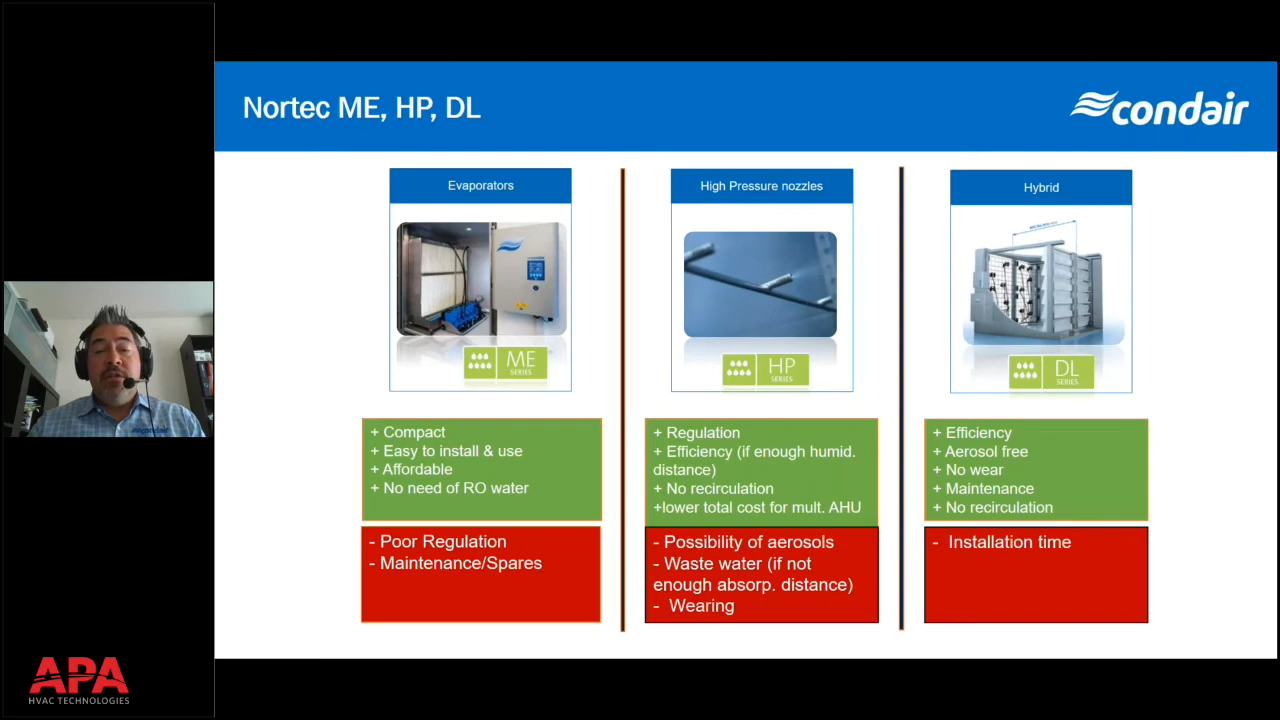 Nortec ME, HP, DL
condair
Evaporators
ME
SERIES
+ Compact
+ Easy to install & use
+ Affordable
+ No need of RO water
- Poor Regulation
- Maintenance/Spares
High Pressure nozzles
HP
SERIES
+ Regulation
+ Efficiency (if enough humid.
distance)
+ No recirculation
+lower total cost for mult. AHU
- Possibility of aerosols
- Waste water (if not
enough absorp. distance)
- Wearing
Hybrid
DL
SERIES
+ Efficiency
+ Aerosol free
+ No wear
+ Maintenance
+ No recirculation
- Installation time
APA
HVAC TECHNOLOGIES